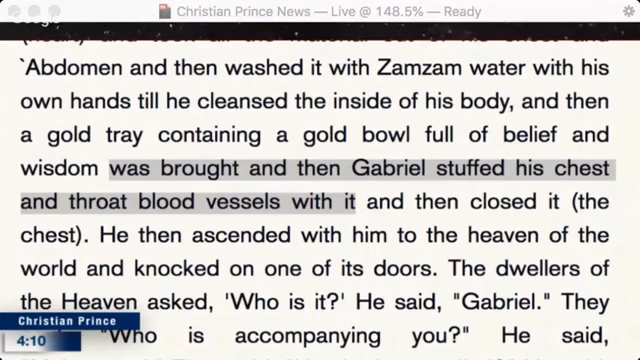 Christian Prince News — Live @ 148.5% — Ready
`Abdomen and then washed it with Zamzam water with his
own hands till he cleansed the inside of his body, and then
a gold tray containing a gold bowl full of belief and
wisdom was brought and then Gabriel stuffed his chest
and throat blood vessels with it and then closed it (the
chest). He then ascended with him to the heaven of the
world and knocked on one of its doors. The dwellers of
the Heaven asked, 'Who is it?' He said, "Gabriel." They
Christian Prince
4:10
"Who is accompanying you?" He said,